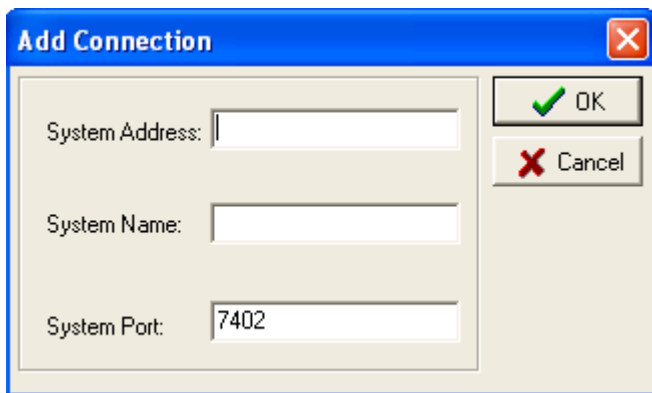 Add Connection
System Address:
OK
Cancel
System Name:
System Port: 7402